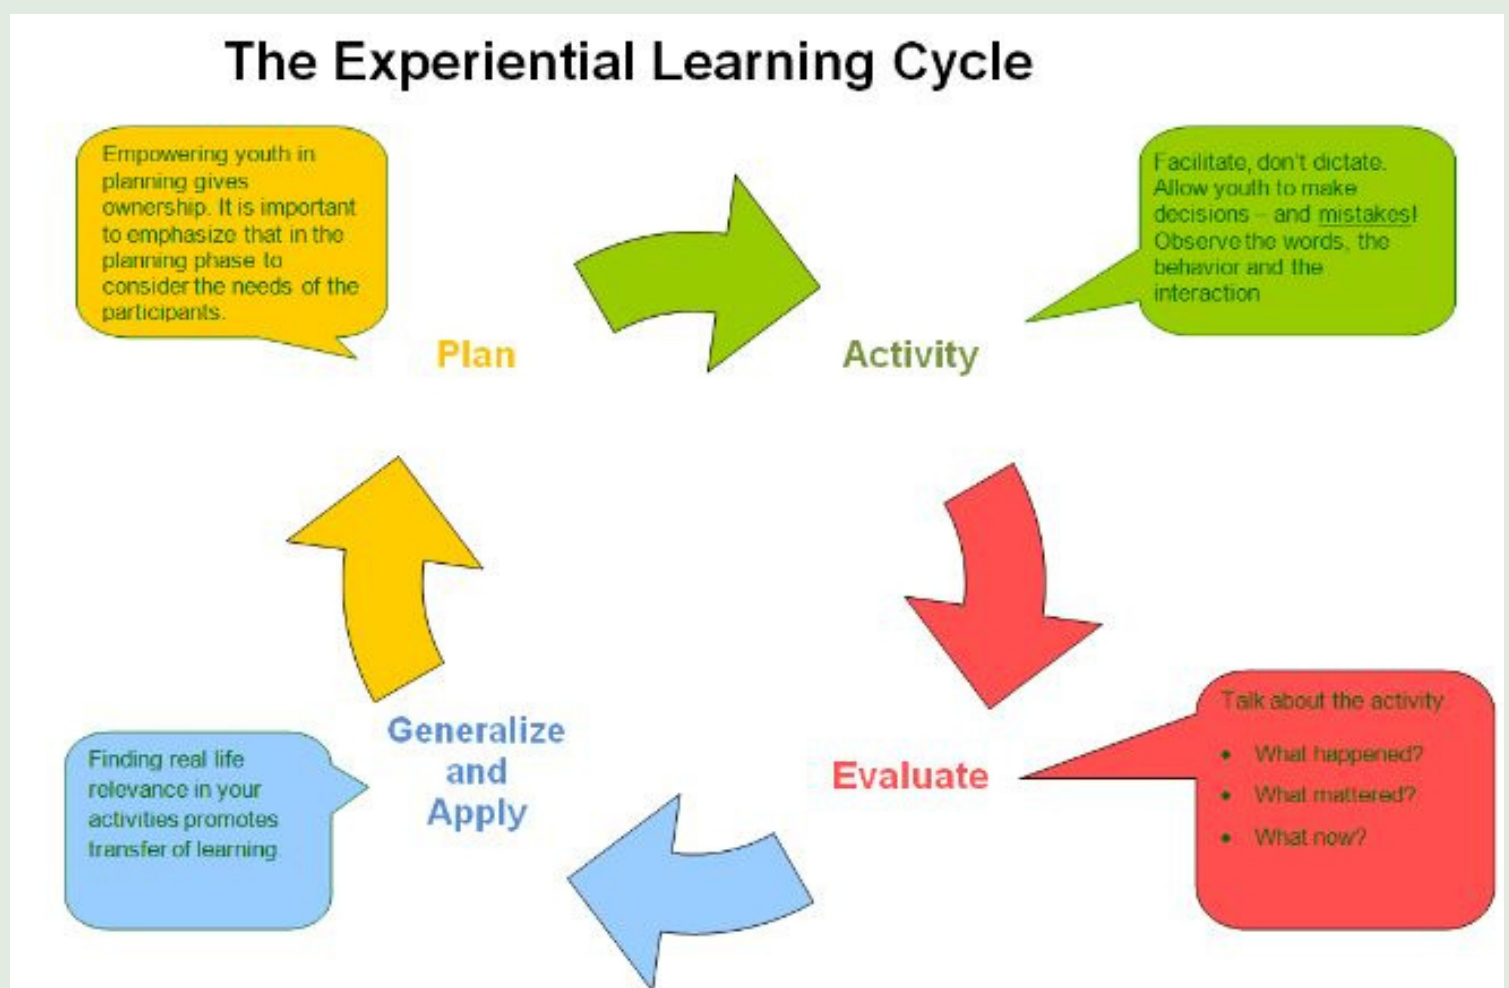 The Experiential Learning Cycle
Empowering youth in
planning gives
ownership. It is important
to emphasize that in the
planning phase to
consider the needs of the
participants.
Plan
Activity
Facilitate, don't dictate.
Allow youth to make
decisions – and mistakes!
Observe the words, the
behavior and the
interaction
Evaluate
Talk about the activity.
• What happened?
• What mattered?
• What now?
Generalize
and
Apply
Finding real life
relevance in your
activities promotes
transfer of learning.